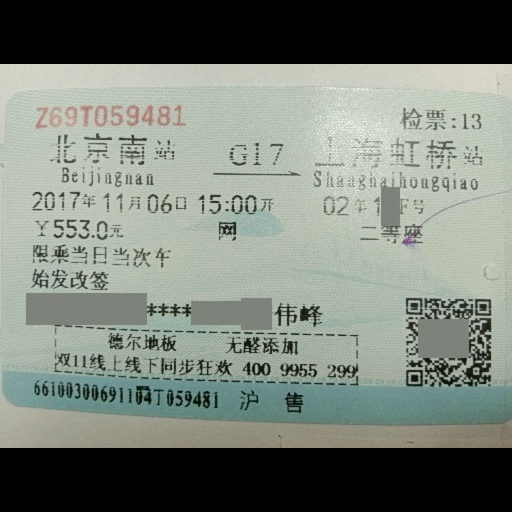 Z69T059481 检票:13
北京南站 G17 上海虹桥站
Beijingnan Shanghaihongqiao
2017年11月06日 15:00开 02车1 F号
￥553.0元 网 二等座
限乘当日当次车
始发改签
**** 伟峰
德尔地板 无醛添加
双11线上线下同步狂欢 400 9955 299
66100300691104T059481 沪售